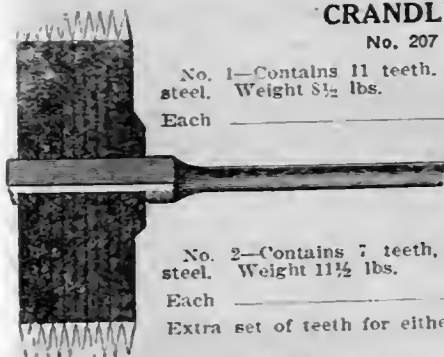 CRANDL
No. 207
No. 1—Contains 11 teeth.
steel. Weight 8½ lbs.
Each
No. 2—Contains 7 teeth,
steel. Weight 11½ lbs.
Each
Extra set of teeth for eithe